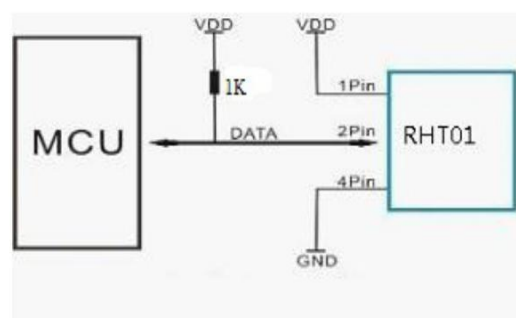 VDD VDD
1K
1Pin
MCU
DATA
2Pin
RHT01
4Pin
GND